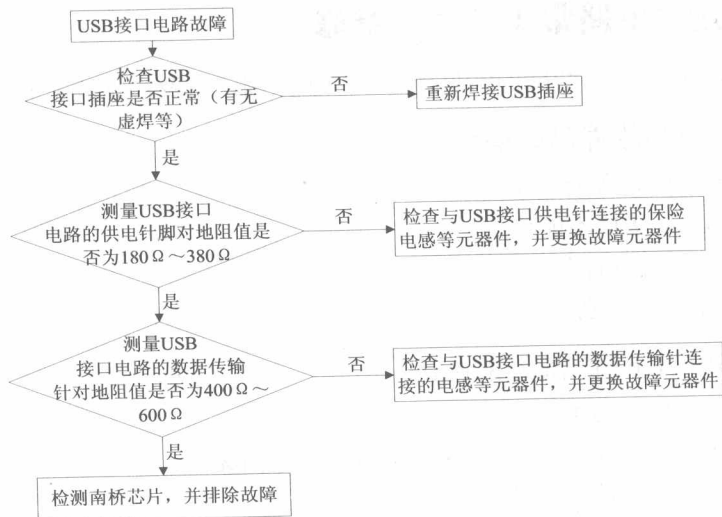 USB接口电路故障
检查USB
接口插座是否正常（有无
虚焊等）
否
重新焊接USB插座
是
测量USB接口
电路的供电针脚对地阻值是
否为180Ω～380Ω
否
检查与USB接口供电针连接的保险
电感等元器件，并更换故障元器件
是
测量USB
接口电路的数据传输
针对地阻值是否为400Ω～
600Ω
否
检查与USB接口电路的数据传输针连
接的电感等元器件，并更换故障元器件
是
检测南桥芯片，并排除故障